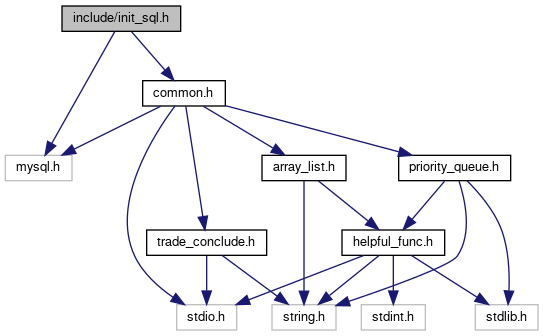 include/init_sql.h
common.h
mysql.h
array_list.h
priority_queue.h
trade_conclude.h
helpful_func.h
stdio.h
string.h
stdint.h
stdlib.h